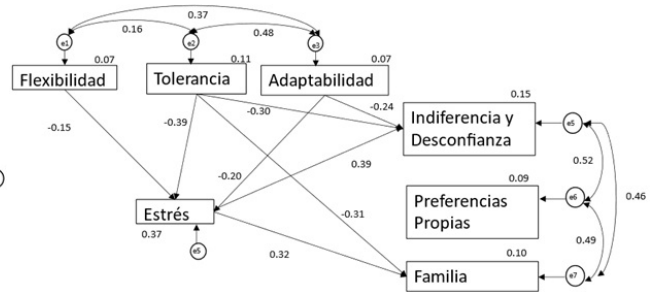 0.37
0.16
0.48
e1
e2
e3
0.07
0.11
0.07
Flexibilidad
Tolerancia
Adaptabilidad
-0.15
-0.39
-0.30
-0.24
0.15
Indiferencia y
Desconfianza
e5
0.39
0.52
-0.20
0.09
0.46
Preferencias
Propias
e6
Estrés
-0.31
0.37
e5
0.49
0.32
0.10
Familia
e7